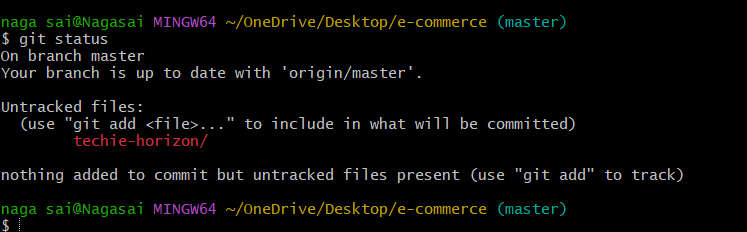 naga sai@Nagasai MINGW64 ~/OneDrive/Desktop/e-commerce (master)
$ git status
On branch master
Your branch is up to date with 'origin/master'.
Untracked files:
(use "git add <file>..." to include in what will be committed)
techie-horizon/
nothing added to commit but untracked files present (use "git add" to track)
naga sai@Nagasai MINGW64 ~/OneDrive/Desktop/e-commerce (master)
$